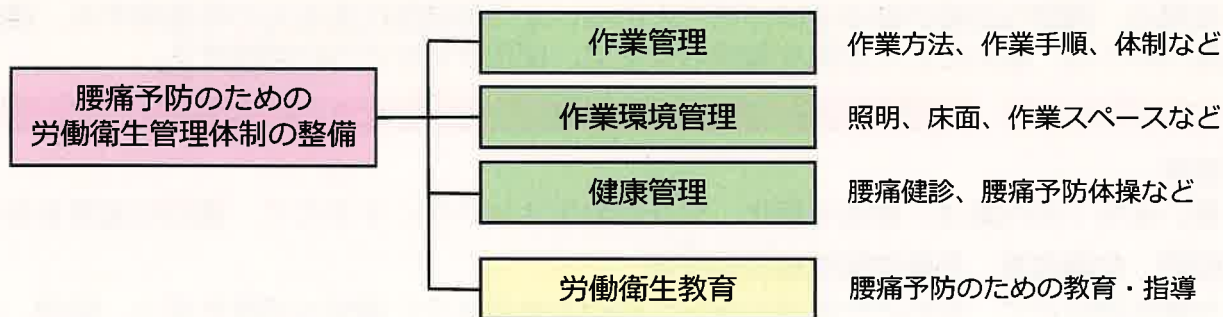 腰痛予防のための
労働衛生管理体制の整備
作業管理 作業方法、作業手順、体制など
作業環境管理 照明、床面、作業スペースなど
健康管理 腰痛健診、腰痛予防体操など
労働衛生教育 腰痛予防のための教育・指導